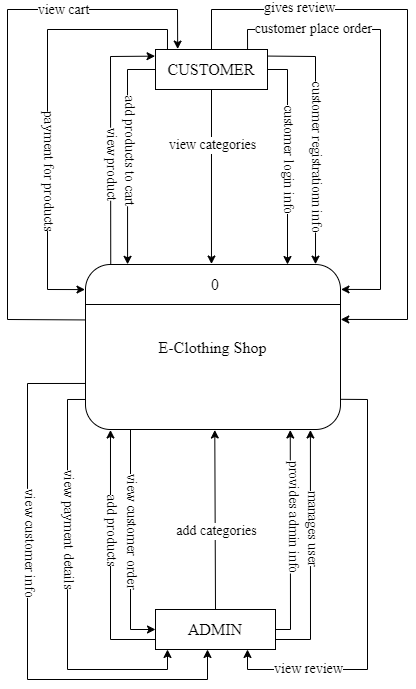 view cart
gives review
customer place order
CUSTOMER
payment for products
view product
add products to cart
view categories
customer login info
customer registrationn info
0
E-Clothing Shop
view customer info
view payment details
add products
view customer order
add categories
provides admin info
manages user
ADMIN
view review